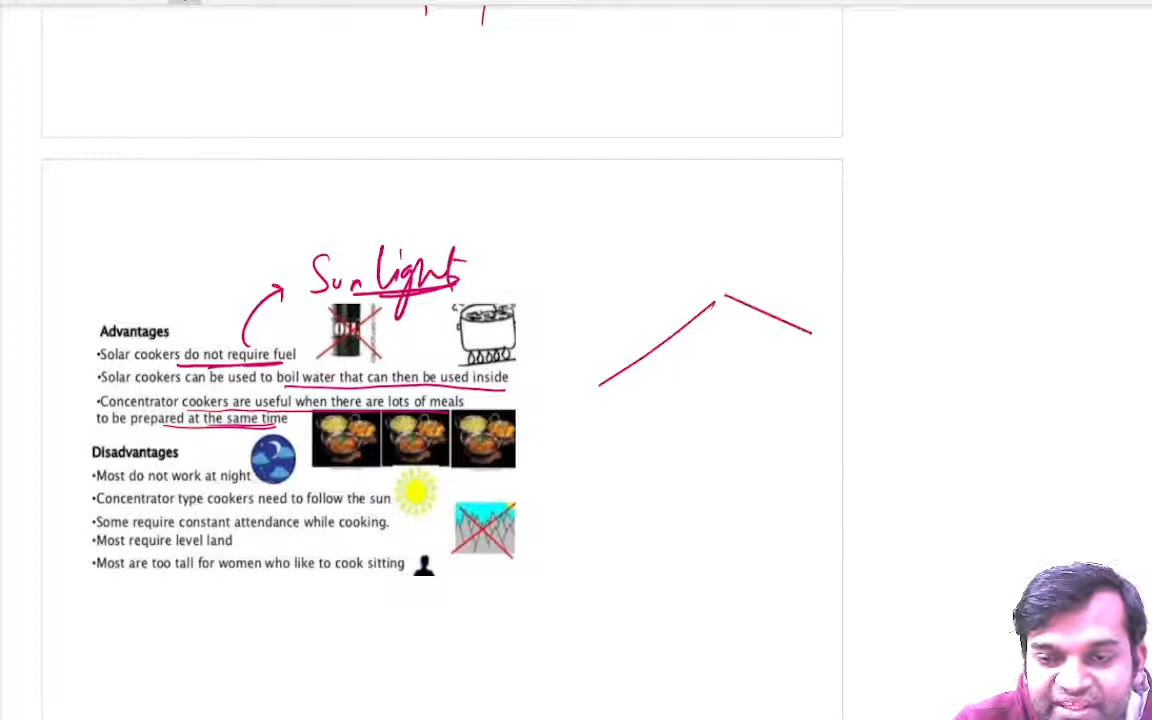 Sun light
Advantages
•Solar cookers do not require fuel
•Solar cookers can be used to boil water that can then be used inside
•Concentrator cookers are useful when there are lots of meals
to be prepared at the same time
Disadvantages
•Most do not work at night
•Concentrator type cookers need to follow the sun
•Some require constant attendance while cooking.
•Most require level land
•Most are too tall for women who like to cook sitting